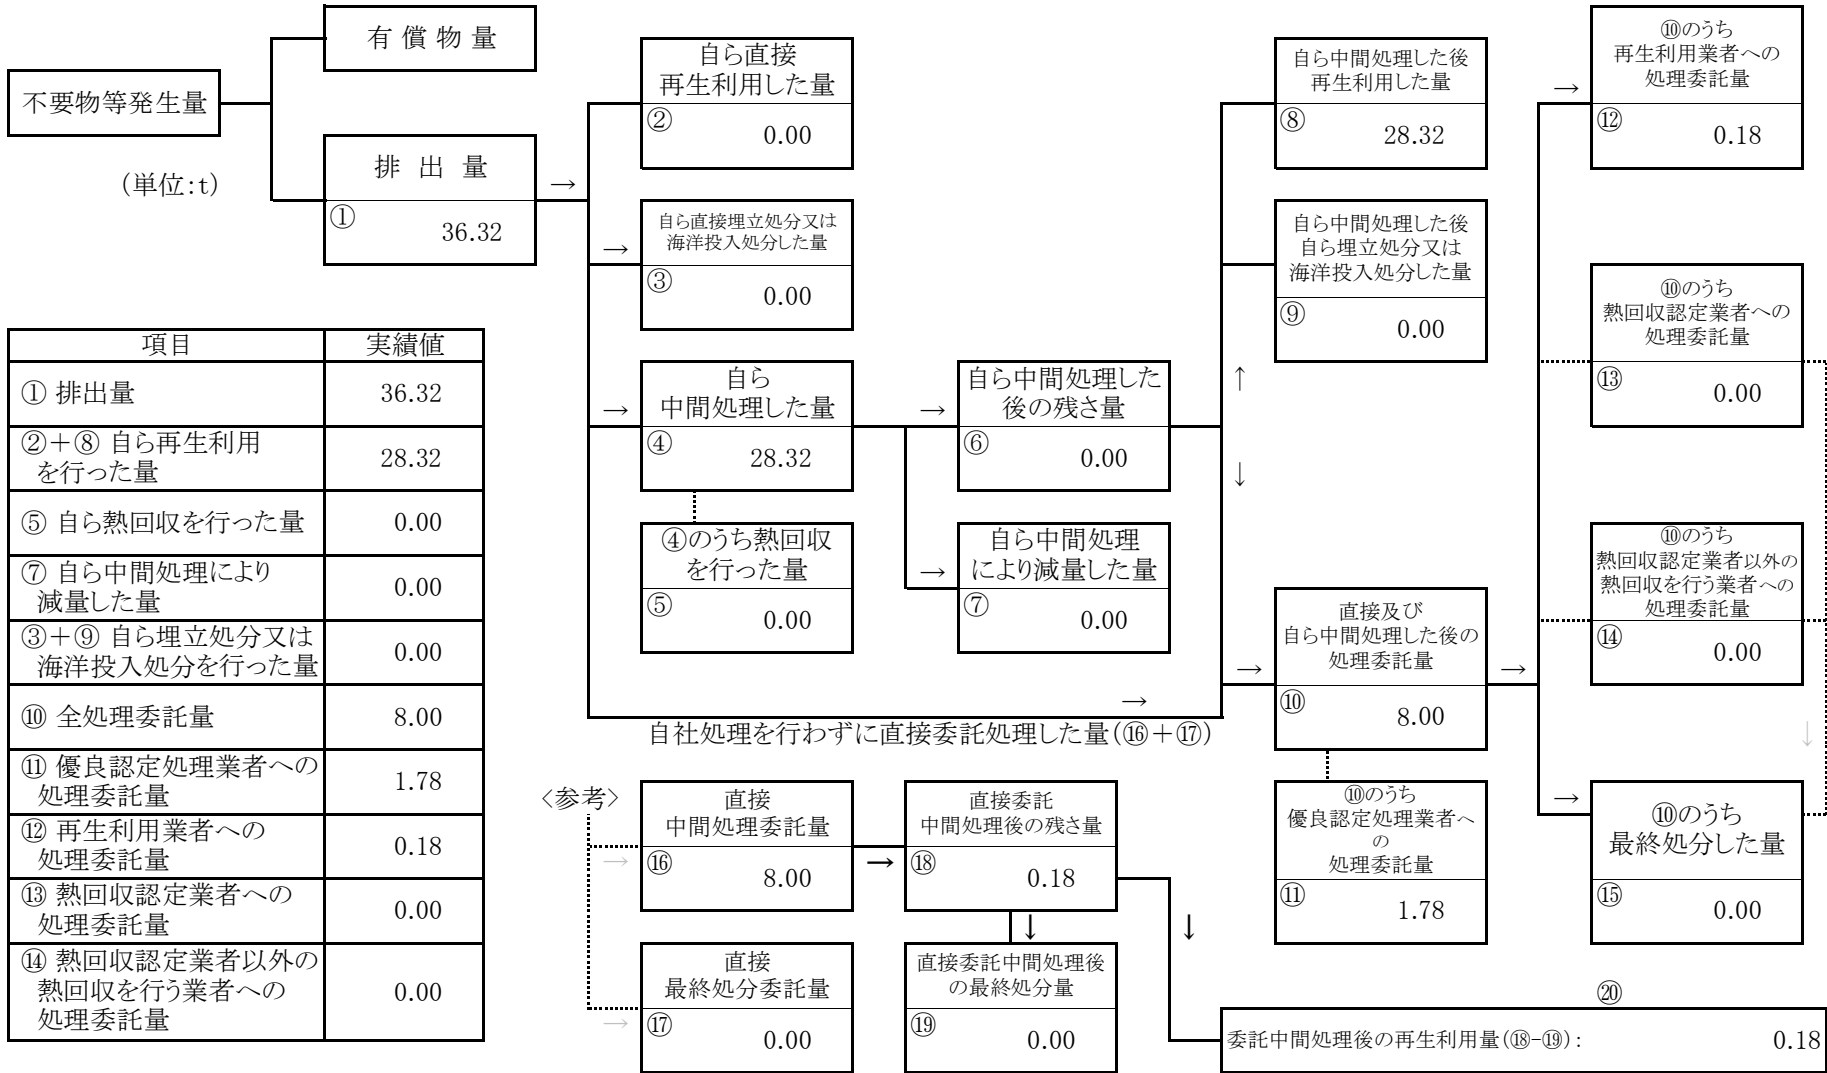 有 償 物 量
不要物等発生量
(単位:t)
排 出 量
→
①
36.32
自ら直接
再生利用した量
②
0.00
→
自ら直接埋立処分又は
海洋投入処分した量
③
0.00
→
自ら
中間処理した量
④
28.32
④のうち熱回収
を行った量
⑤
0.00
→
自ら中間処理した
後の残さ量
⑥
0.00
→
自ら中間処理
により減量した量
⑦
0.00
↑
↓
自ら中間処理した後
再生利用した量
⑧
28.32
自ら中間処理した後
自ら埋立処分又は
海洋投入処分した量
⑨
0.00
→
自社処理を行わずに直接委託処理した量(⑯+⑰)
→
直接及び
自ら中間処理した後の
処理委託量
⑩
8.00
→
⑩のうち
優良認定処理業者へ
の
処理委託量
⑪
1.78
→
⑩のうち
再生利用業者への
処理委託量
⑫
0.18
⑩のうち
熱回収認定業者への
処理委託量
⑬
0.00
⑩のうち
熱回収認定業者以外の
熱回収を行う業者への
処理委託量
⑭
0.00
↓
→
⑩のうち
最終処分した量
⑮
0.00
項目 実績値
① 排出量 36.32
②+⑧ 自ら再生利用
を行った量 28.32
⑤ 自ら熱回収を行った量 0.00
⑦ 自ら中間処理により
減量した量 0.00
③+⑨ 自ら埋立処分又は
海洋投入処分を行った量 0.00
⑩ 全処理委託量 8.00
⑪ 優良認定処理業者への
処理委託量 1.78
⑫ 再生利用業者への
処理委託量 0.18
⑬ 熱回収認定業者への
処理委託量 0.00
⑭ 熱回収認定業者以外の
熱回収を行う業者への
処理委託量 0.00
<参考>
→
直接
中間処理委託量
⑯
8.00
→
直接
最終処分委託量
⑰
0.00
→
直接委託
中間処理後の残さ量
⑱
0.18
↓
直接委託中間処理後
の最終処分量
⑲
0.00
↓
⑳
委託中間処理後の再生利用量(⑱-⑲): 0.18